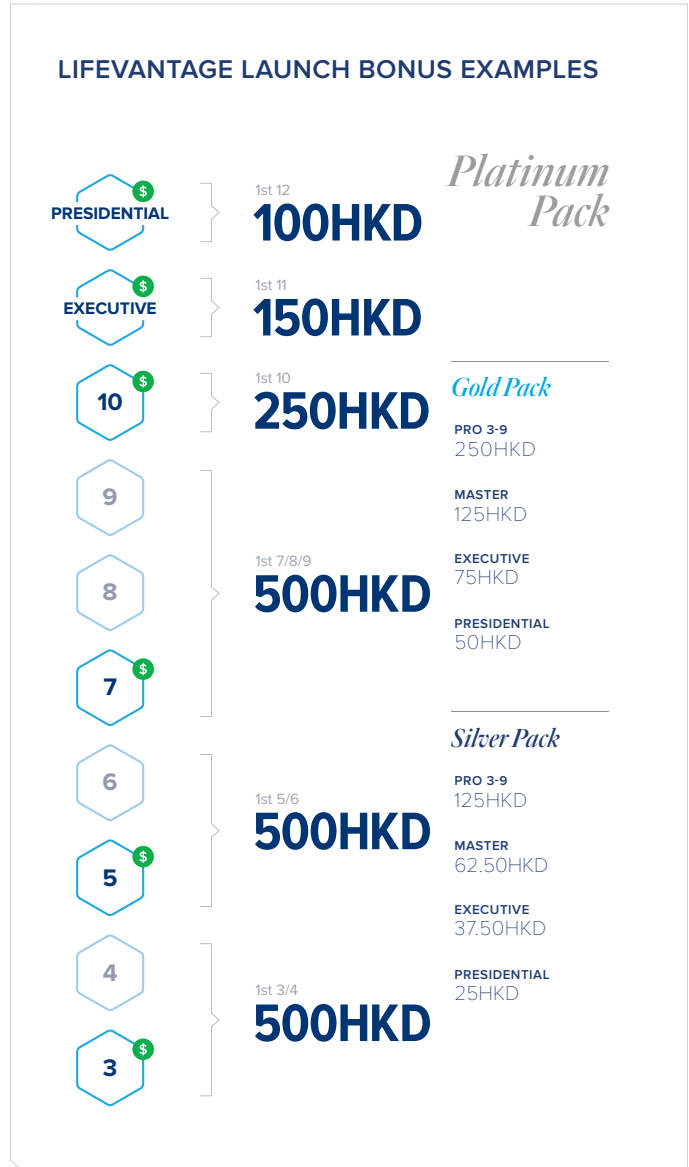 LIFEVANTAGE LAUNCH BONUS EXAMPLES
Platinum
Pack
$
PRESIDENTIAL
1st 12
100HKD
$
EXECUTIVE
1st 11
150HKD
$
10
1st 10
250HKD
9
8
$
7
1st 7/8/9
500HKD
6
$
5
1st 5/6
500HKD
4
$
3
1st 3/4
500HKD
Gold Pack
PRO 3-9
250HKD
MASTER
125HKD
EXECUTIVE
75HKD
PRESIDENTIAL
50HKD
Silver Pack
PRO 3-9
125HKD
MASTER
62.50HKD
EXECUTIVE
37.50HKD
PRESIDENTIAL
25HKD